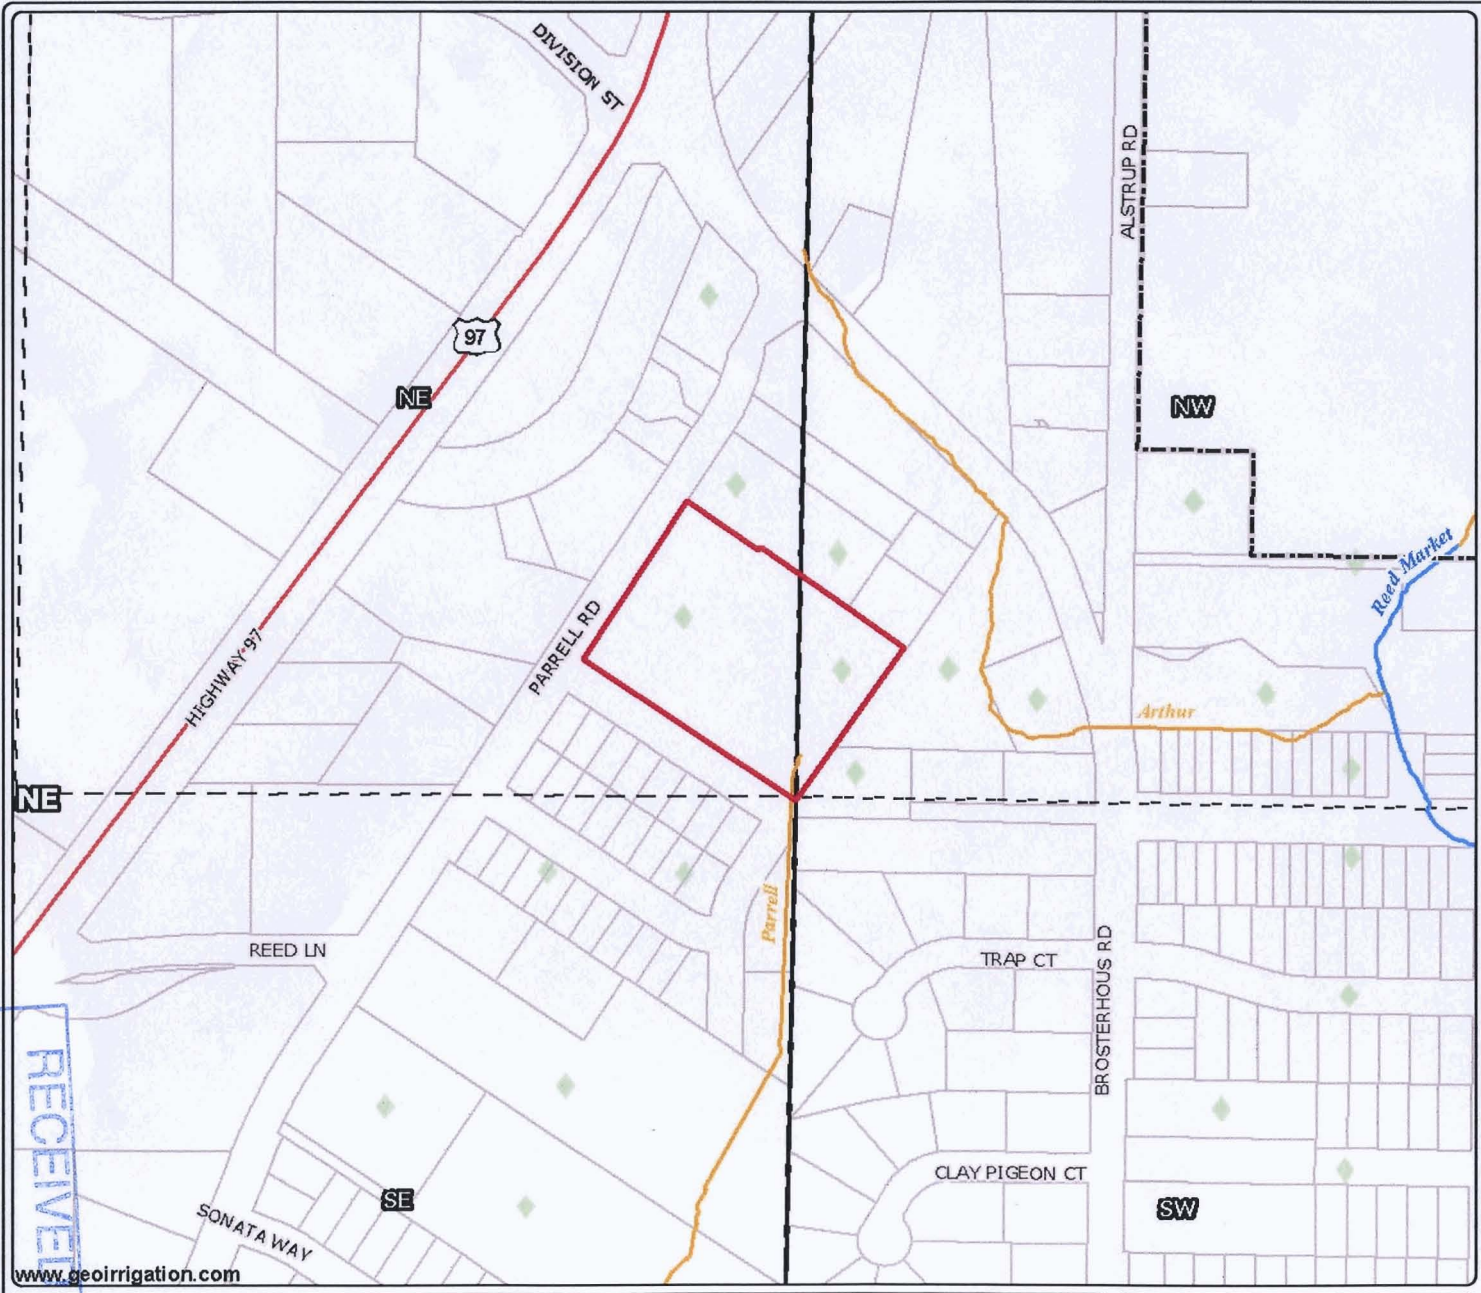 DIVISION ST
ALSTRUP RD
97
NE
NW
Reed Market
PARRELL RD
HIGHWAY 97
Arthur
NE
Parrell
REED LN
TRAP CT
BROSTERHOUS RD
RECEIVED
CLAY PIGEON CT
SE
SW
SONATA WAY
www.geoirrigation.com